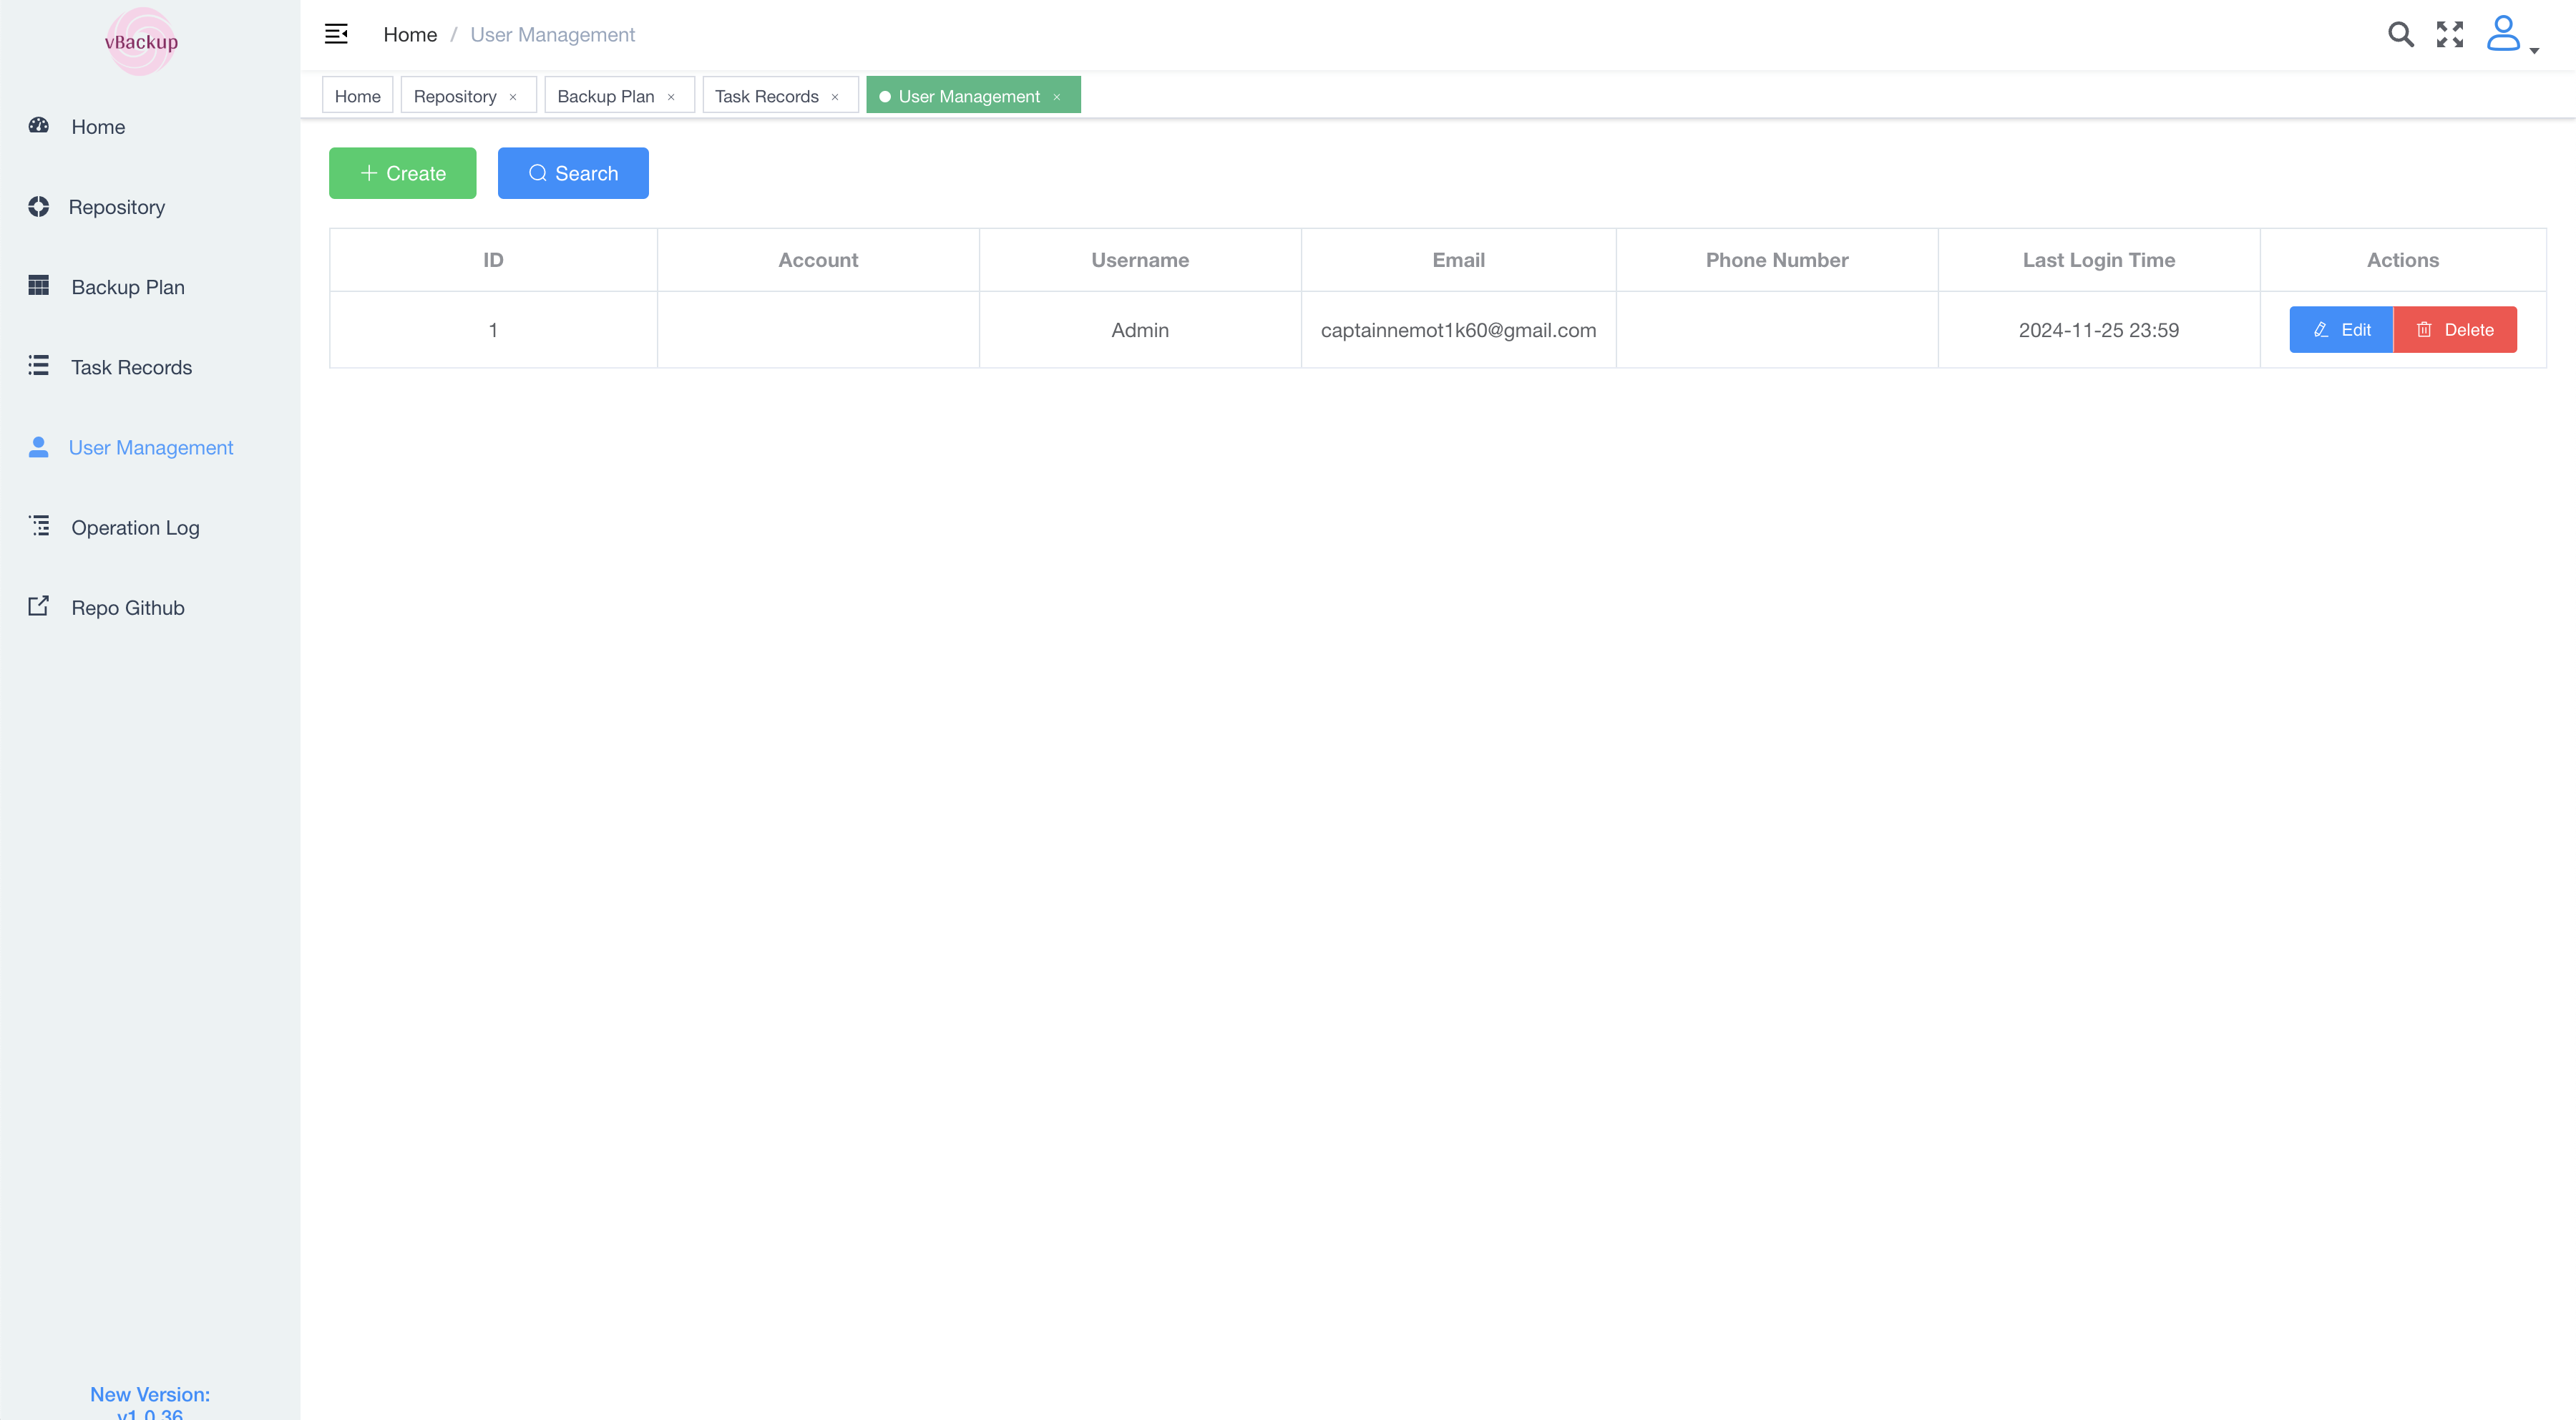 vBackup
Home / User Management
Home
Repository ×
Backup Plan ×
Task Records ×
User Management ×
Home
Repository
Backup Plan
Task Records
User Management
Operation Log
Repo Github
New Version:
v1.0.36
Create
Search
ID Account Username Email Phone Number Last Login Time Actions
1 Admin captainnemot1k60@gmail.com 2024-11-25 23:59 Edit Delete